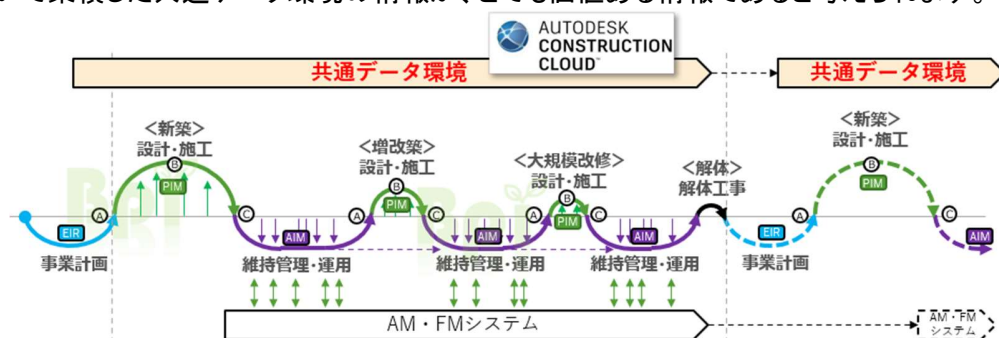 AUTODESK
CONSTRUCTION
CLOUD™
共通データ環境
共通データ環境
<新築>
設計・施工
B
PIM
<増改築>
設計・施工
B
PIM
<大規模改修>
設計・施工
B
PIM
<解体>
解体工事
<新築>
設計・施工
B
PIM
A
C
A
C
A
C
A
C
EIR
AIM
AIM
AIM
EIR
AIM
事業計画
維持管理・運用
維持管理・運用
維持管理・運用
事業計画
AM・FMシステム
AM・FM
システム